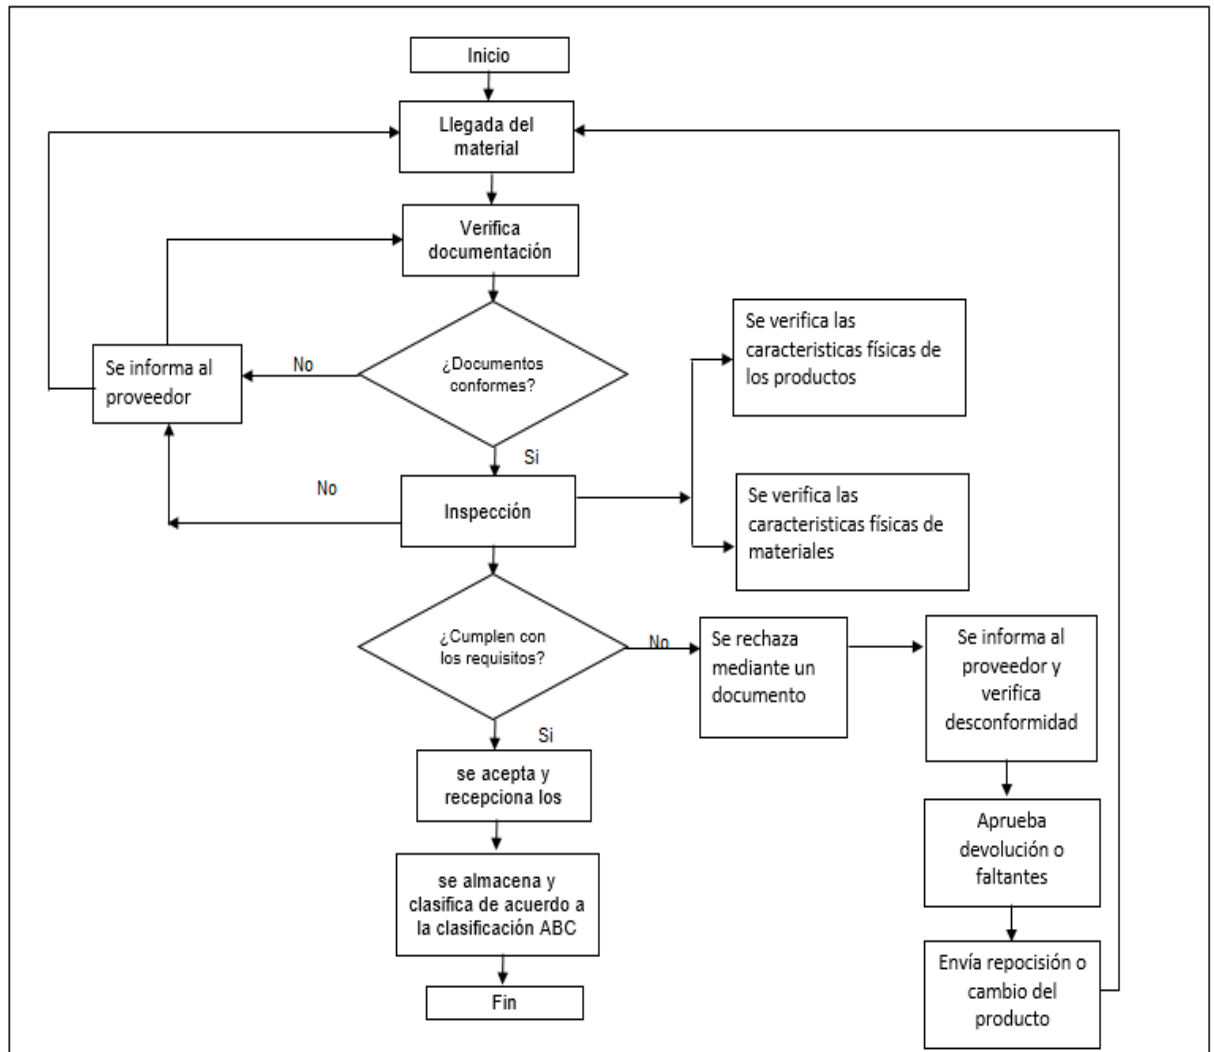 Inicio
Llegada del
material
Verifica
documentación
¿Documentos
conformes?
No
Se informa al
proveedor
Se verifica las
caracteristicas físicas de
los productos
Si
Inspección
No
Se verifica las
caracteristicas físicas de
materiales
¿Cumplen con
los requisitos?
No
Se rechaza
mediante un
documento
Se informa al
proveedor y
verifica
desconformidad
Si
se acepta y
recepciona los
Aprueba
devolución o
faltantes
se almacena y
clasifica de acuerdo a
la clasificación ABC
Envía repocisión o
cambio del
producto
Fin